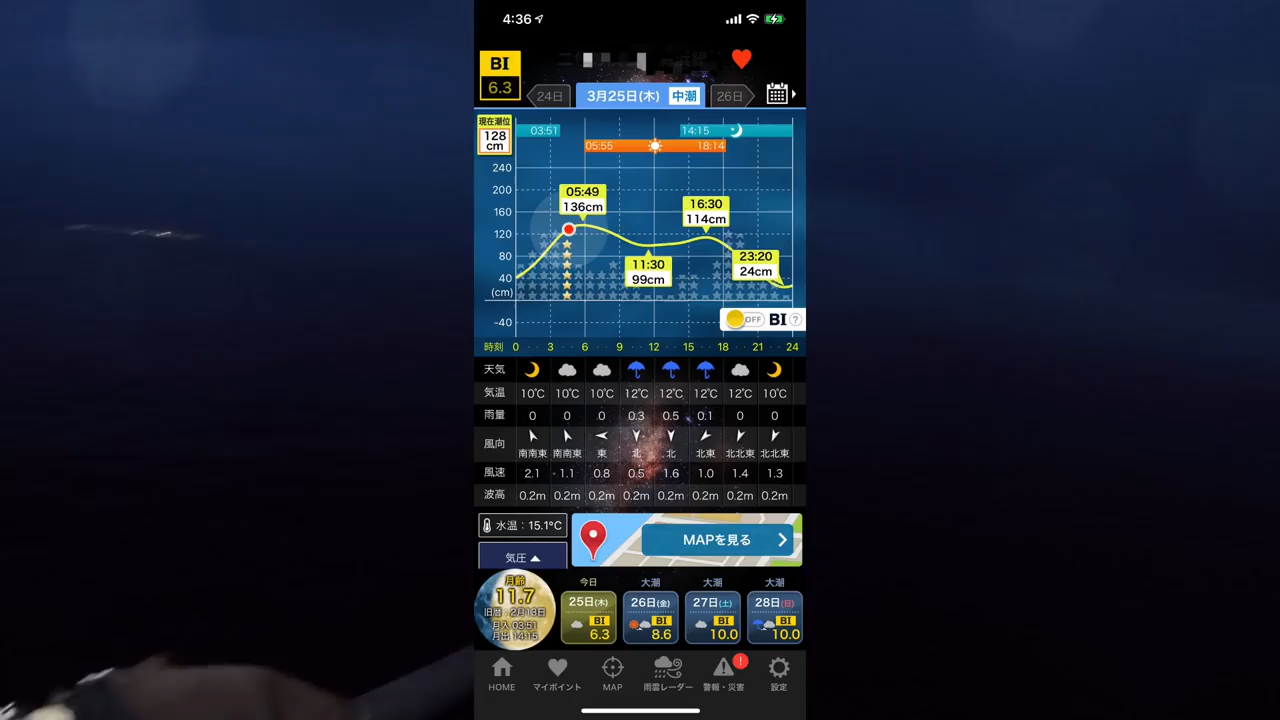 4:36
BI
6.3
24日
3月25日(木) 中潮
26日
現在潮位
128
cm
03:51
14:15
05:55
18:14
240
200
160
120
80
40
(cm)
-40
05:49
136cm
16:30
114cm
11:30
99cm
23:20
24cm
OFF BI ?
時刻 0 3 6 9 12 15 18 21 24
天気
気温 10℃ 10℃ 10℃ 12℃ 12℃ 12℃ 12℃ 10℃
雨量 0 0 0 0.3 0.5 0.1 0 0
風向 南南東 南南東 東 北 北 北東 北北東 北北東
風速 2.1 1.1 0.8 0.5 1.6 1.0 1.4 1.3
波高 0.2m 0.2m 0.2m 0.2m 0.2m 0.2m 0.2m 0.2m
水温：15.1℃
気圧
MAPを見る
月齢
11.7
旧暦：2月13日
月入 03:51
月出 14:15
今日
25日(木)
BI
6.3
大潮
26日(金)
BI
8.6
大潮
27日(土)
BI
10.0
大潮
28日(日)
BI
10.0
HOME
マイポイント
MAP
雨雲レーダー
警報・災害
!
設定